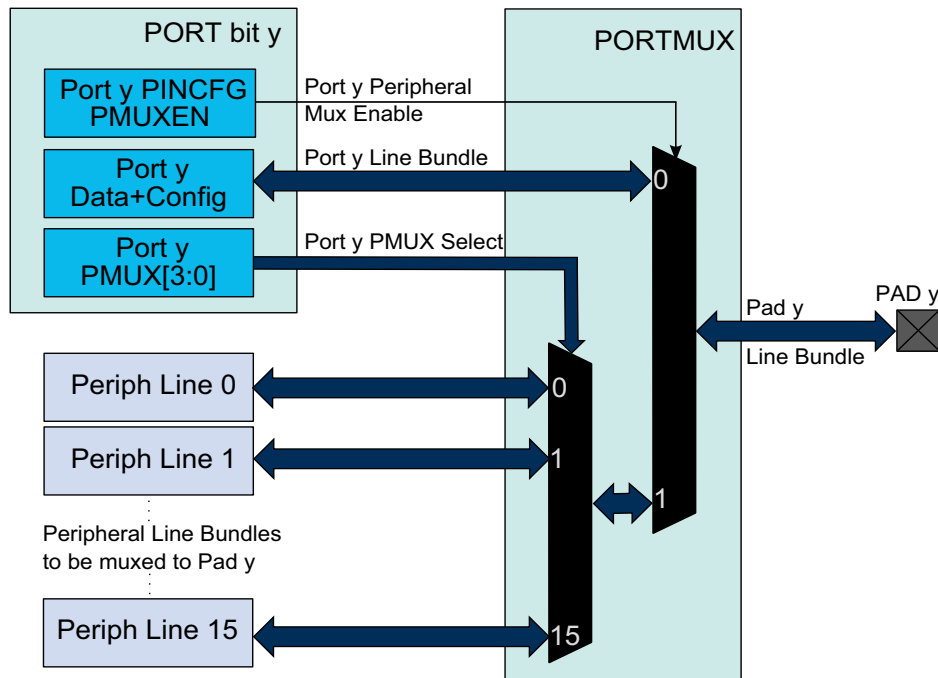 PORT bit y
PORTMUX
Port y PINCFG
PMUXEN
Port y Peripheral
Mux Enable
Port y
Data+Config
Port y Line Bundle
0
Port y
PMUX[3:0]
Port y PMUX Select
Pad y
Line Bundle
PAD y
Periph Line 0
0
Periph Line 1
1
1
Peripheral Line Bundles
to be muxed to Pad y
Periph Line 15
15